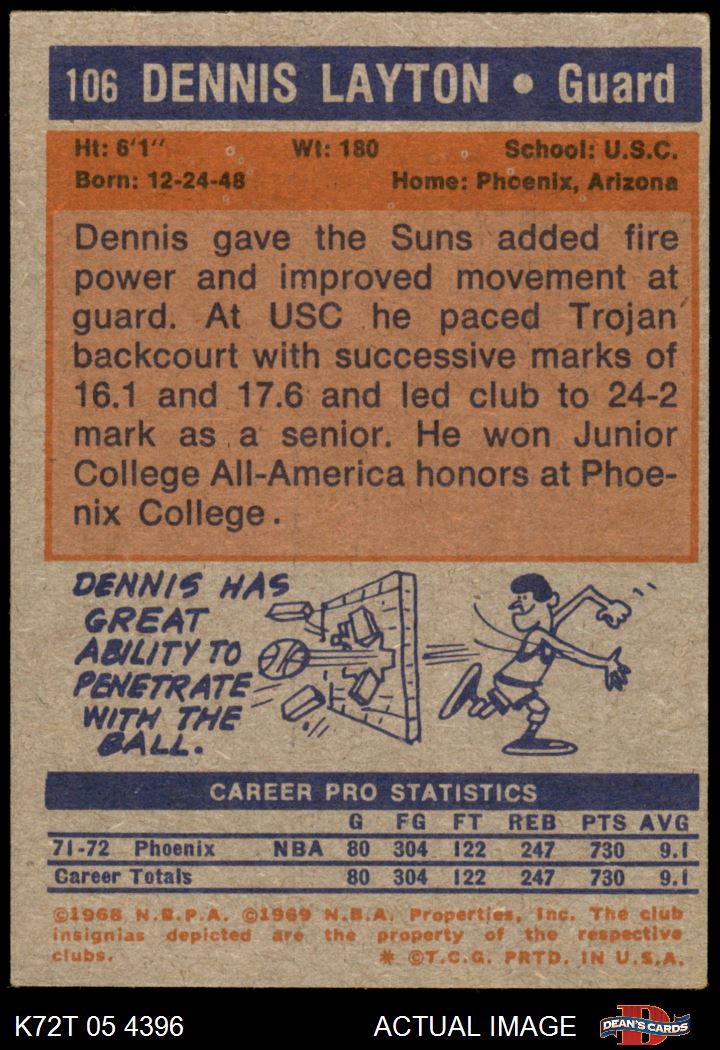 106 DENNIS LAYTON • Guard
Ht: 6'1" Wt: 180 School: U.S.C.
Born: 12-24-48 Home: Phoenix, Arizona
Dennis gave the Suns added fire
power and improved movement at
guard. At USC he paced Trojan
backcourt with successive marks of
16.1 and 17.6 and led club to 24-2
mark as a senior. He won Junior
College All-America honors at Phoe-
nix College.
DENNIS HAS
GREAT
ABILITY TO
PENETRATE
WITH THE
BALL.
CAREER PRO STATISTICS
G FG FT REB PTS AVG
71-72 Phoenix NBA 80 304 122 247 730 9.1
Career Totals 80 304 122 247 730 9.1
©1968 N.B.P.A. ©1969 N.B.A. Properties, Inc. The club
insignias depicted are the property of the respective
clubs. * ©T.C.G. PRTD. IN U.S.A.
K72T 05 4396 ACTUAL IMAGE DEAN'S CARDS